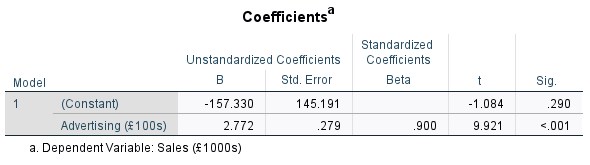 Coefficientsa
Unstandardized Coefficients Standardized Coefficients
Model B Std. Error Beta t Sig.
1 (Constant) -157.330 145.191 -1.084 .290
Advertising (£100s) 2.772 .279 .900 9.921 <.001
a. Dependent Variable: Sales (£1000s)